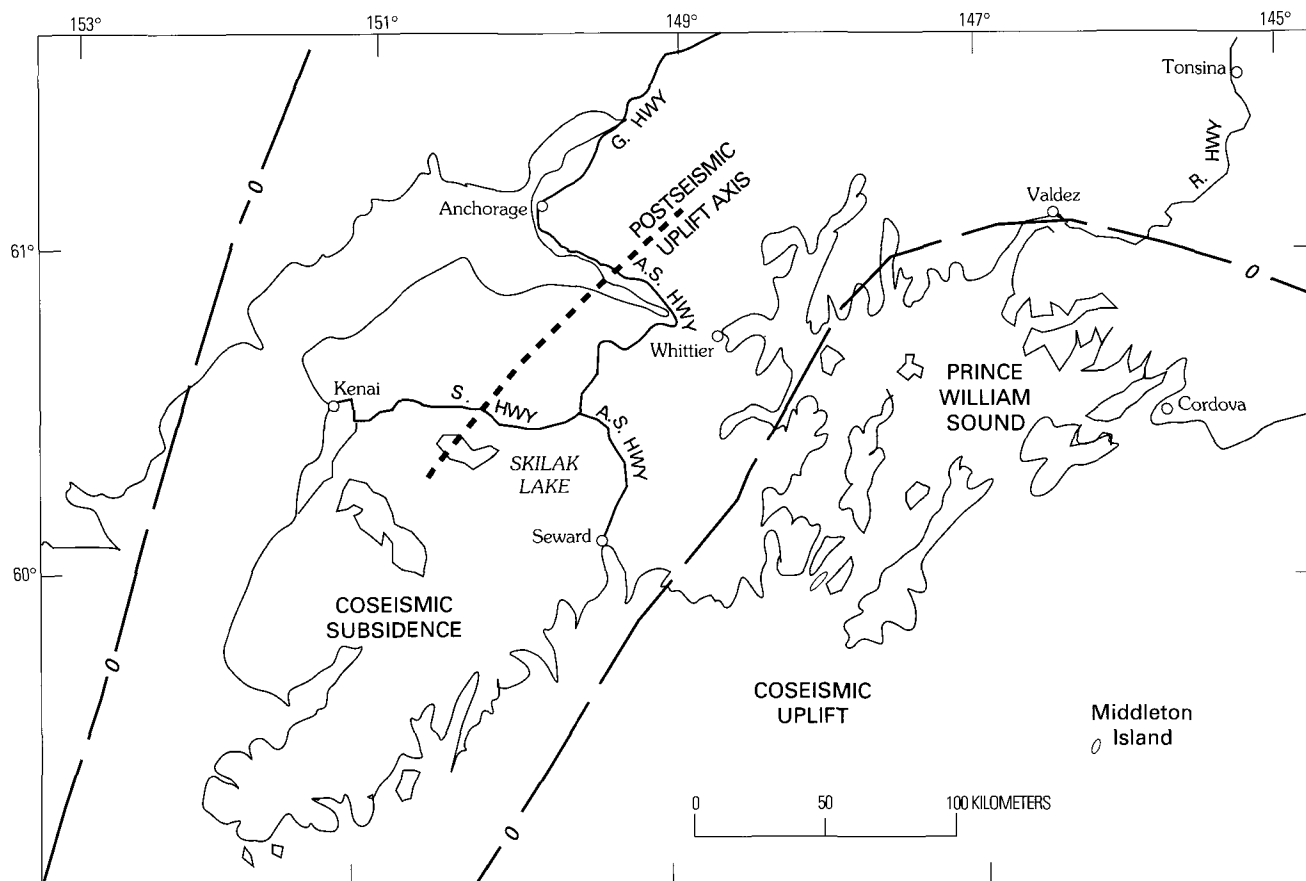 153°
151°
149°
147°
145°
Tonsina
G. HWY
R. HWY
0
POSTSEISMIC
UPLIFT AXIS
Anchorage
Valdez
61°
A.S. HWY
0
Whittier
PRINCE
WILLIAM
SOUND
Kenai
S. HWY
A.S. HWY
Cordova
SKILAK
LAKE
Seward
60°
COSEISMIC
SUBSIDENCE
0
COSEISMIC
UPLIFT
Middleton
Island
0 50 100 KILOMETERS
0